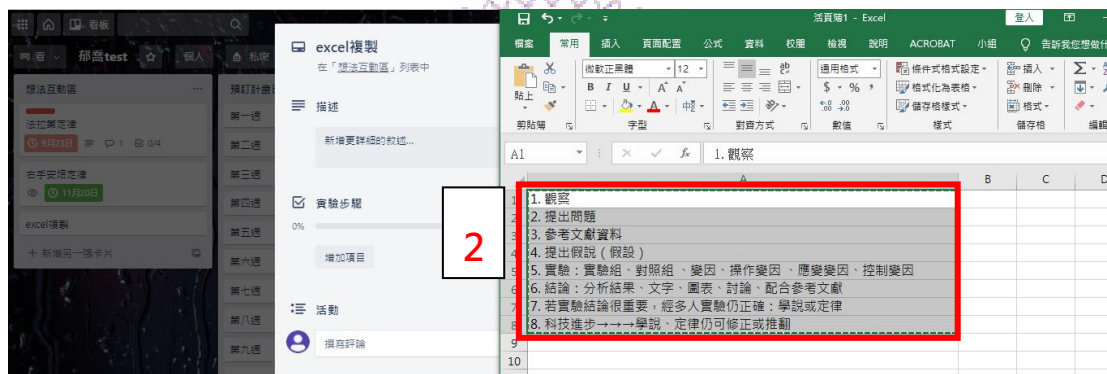 看板
郁喬test
個人
私密
想法互動區
法拉第定律
9月23日 1 0/4
右手安培定律
11月20日
excel複製
+ 新增另一張卡片
預訂計畫
第一週
第二週
第三週
第四週
第五週
第六週
第七週
第八週
第九週
excel複製
在「想法互動區」列表中
描述
新增更詳細的敘述...
實驗步驟
0%
增加項目
活動
撰寫評論
2
活頁簿1 - Excel
登入
檔案 常用 插入 頁面配置 公式 資料 校閱 檢視 說明 ACROBAT 小組 告訴我您想做什
貼上
微軟正黑體 12
B I U A A
通用格式
$ % ,
條件式格式設定
格式化為表格
儲存格樣式
插入
刪除
格式
剪貼簿 字型 對齊方式 數值 樣式 儲存格 編輯
A1 fx 1. 觀察
A B C D
1 1. 觀察
2 2. 提出問題
3 3. 參考文獻資料
4 4. 提出假說（假設）
5 5. 實驗：實驗組、對照組、變因、操作變因、應變變因、控制變因
6 6. 結論：分析結果、文字、圖表、討論、配合參考文獻
7 7. 若實驗結論很重要，經多人實驗仍正確：學說或定律
8 8. 科技進步→→→學說、定律仍可修正或推翻
9
10